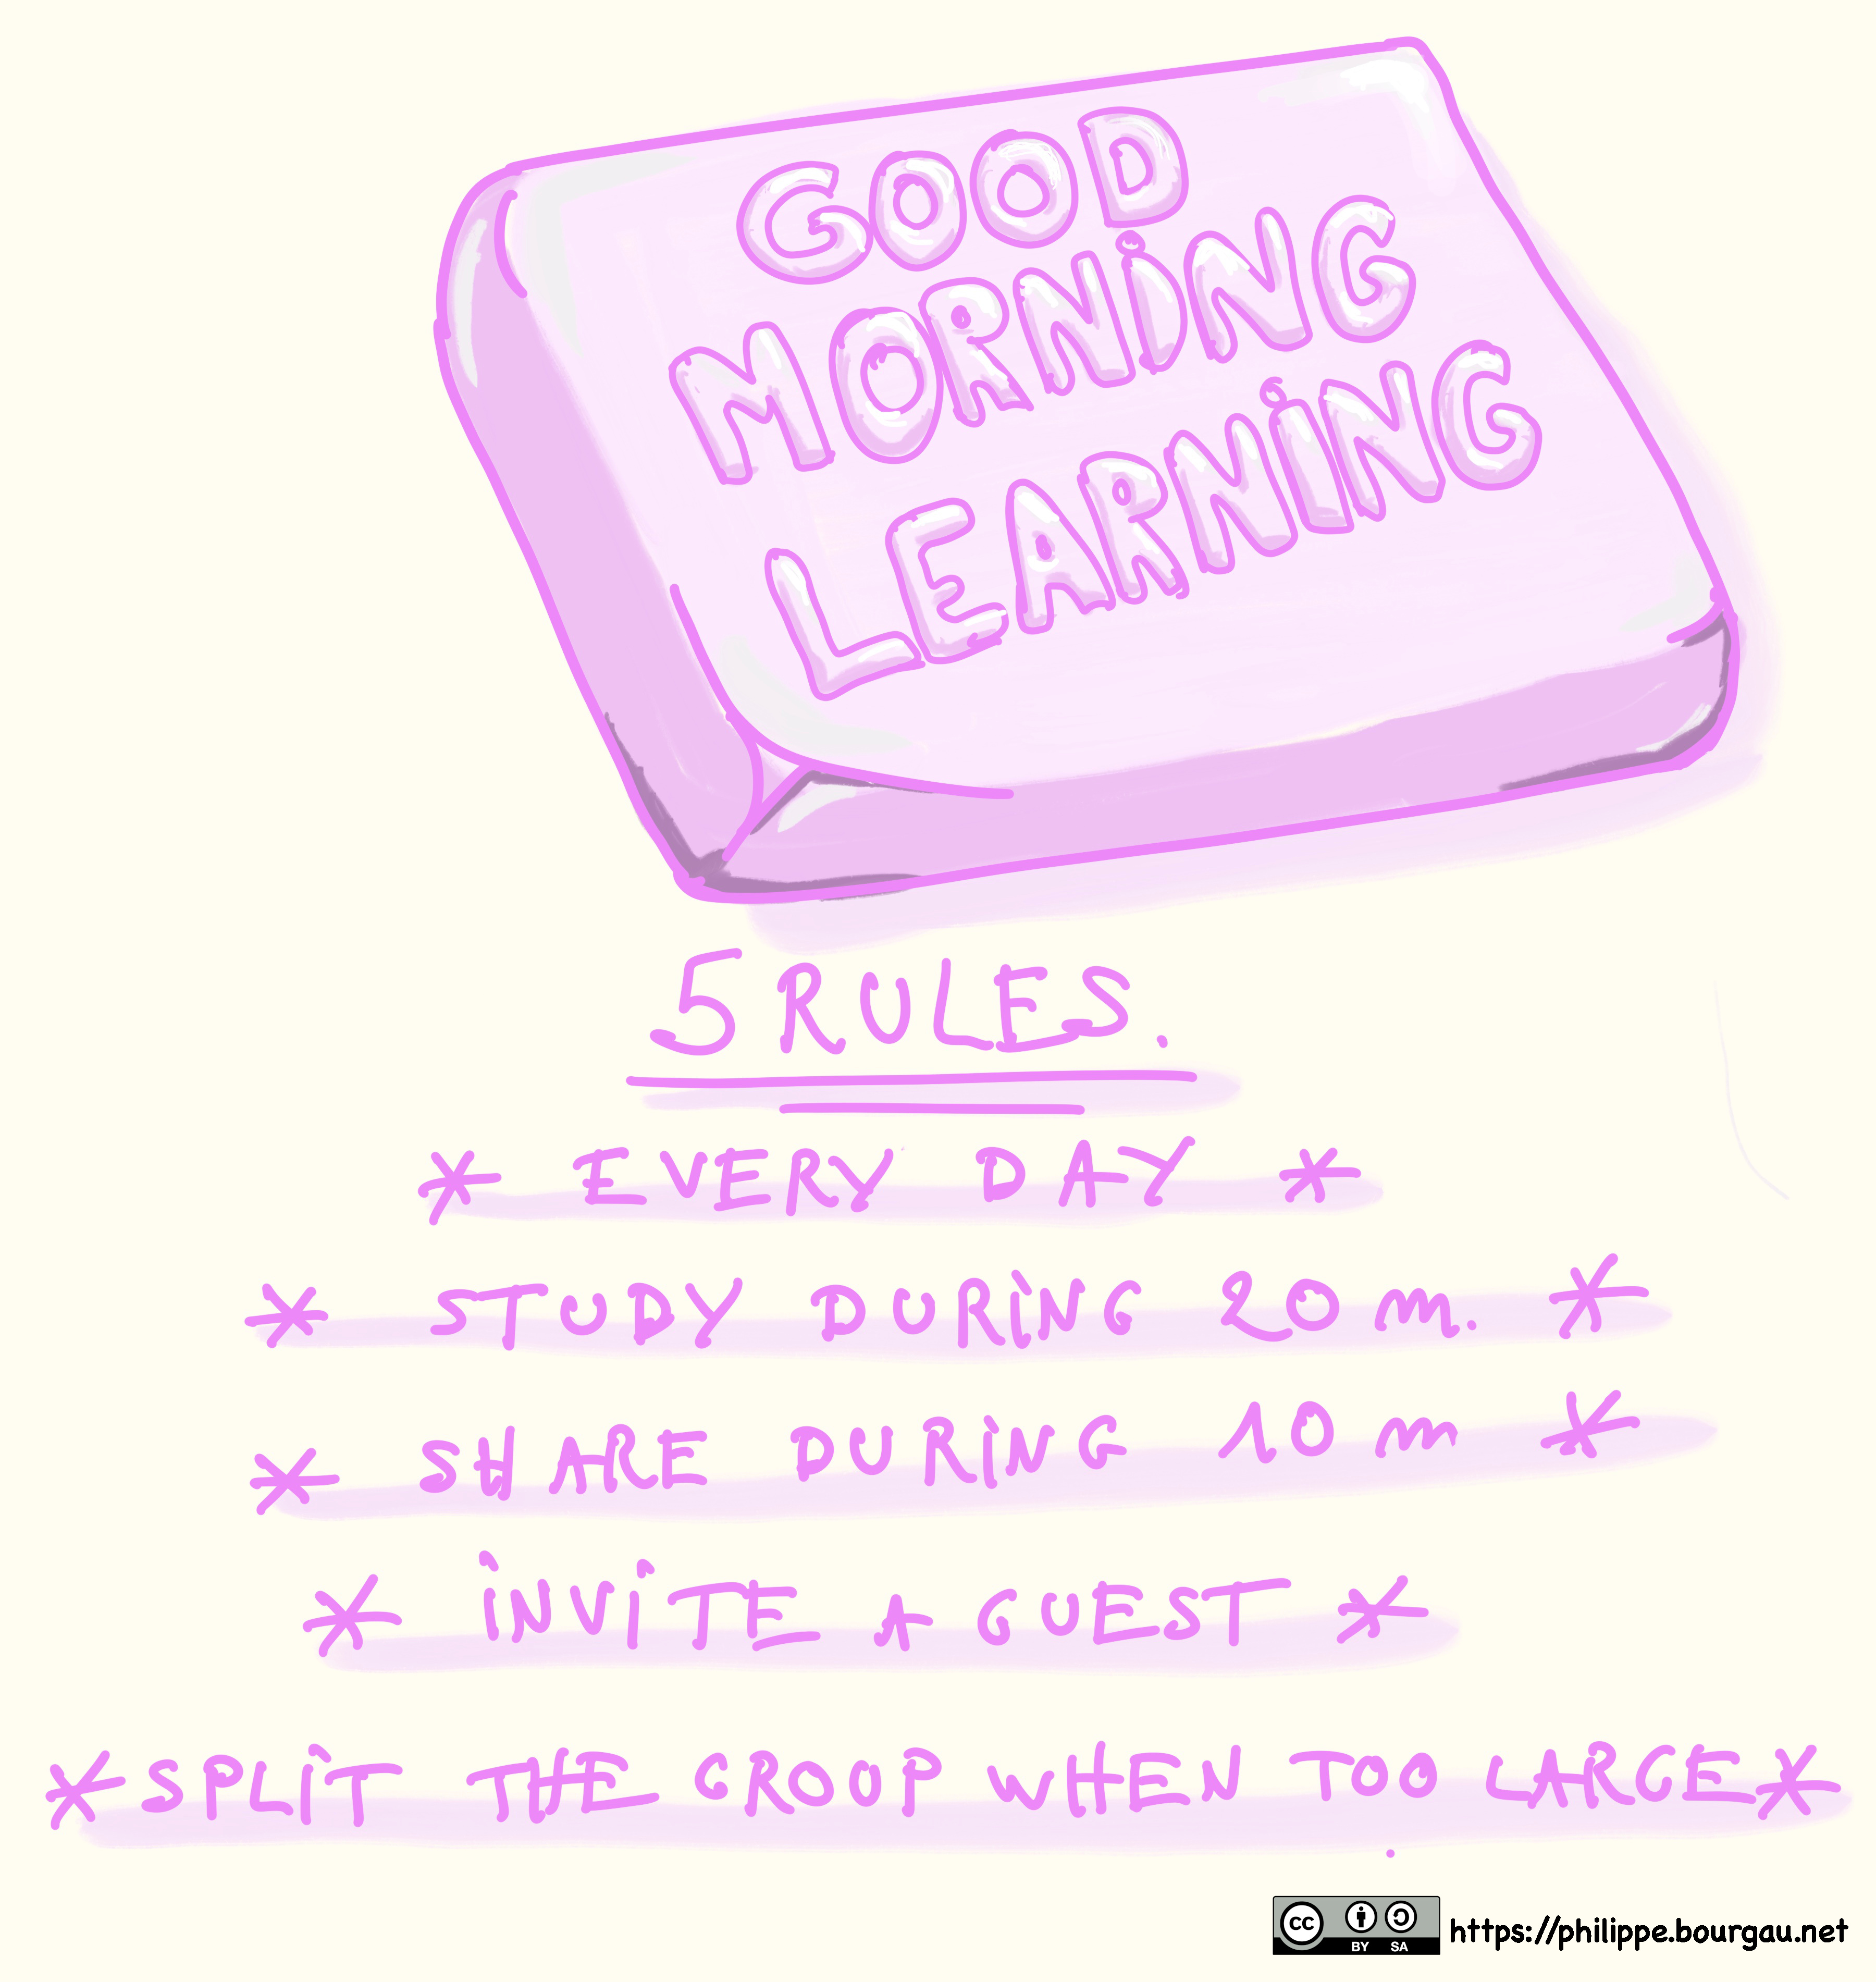 GOOD
MORNING
LEARNING
5 RULES.
* EVERY DAY *
* STUDY DURING 20 m. *
* SHARE DURING 10 m *
* INVITE A GUEST *
* SPLIT THE GROUP WHEN TOO LARGE *
cc BY SA https://philippe.bourgau.net